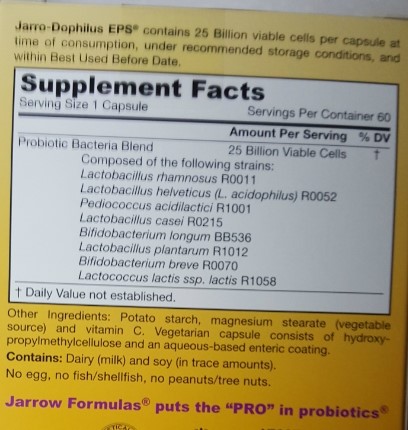 Jarro-Dophilus EPS® contains 25 Billion viable cells per capsule at
time of consumption, under recommended storage conditions, and
within Best Used Before Date.
Supplement Facts
Serving Size 1 Capsule Servings Per Container 60
Amount Per Serving % DV
Probiotic Bacteria Blend 25 Billion Viable Cells †
Composed of the following strains:
Lactobacillus rhamnosus R0011
Lactobacillus helveticus (L. acidophilus) R0052
Pediococcus acidilactici R1001
Lactobacillus casei R0215
Bifidobacterium longum BB536
Lactobacillus plantarum R1012
Bifidobacterium breve R0070
Lactococcus lactis ssp. lactis R1058
† Daily Value not established.
Other Ingredients: Potato starch, magnesium stearate (vegetable
source) and vitamin C. Vegetarian capsule consists of hydroxy-
propylmethylcellulose and an aqueous-based enteric coating.
Contains: Dairy (milk) and soy (in trace amounts).
No egg, no fish/shellfish, no peanuts/tree nuts.
Jarrow Formulas® puts the “PRO” in probiotics®